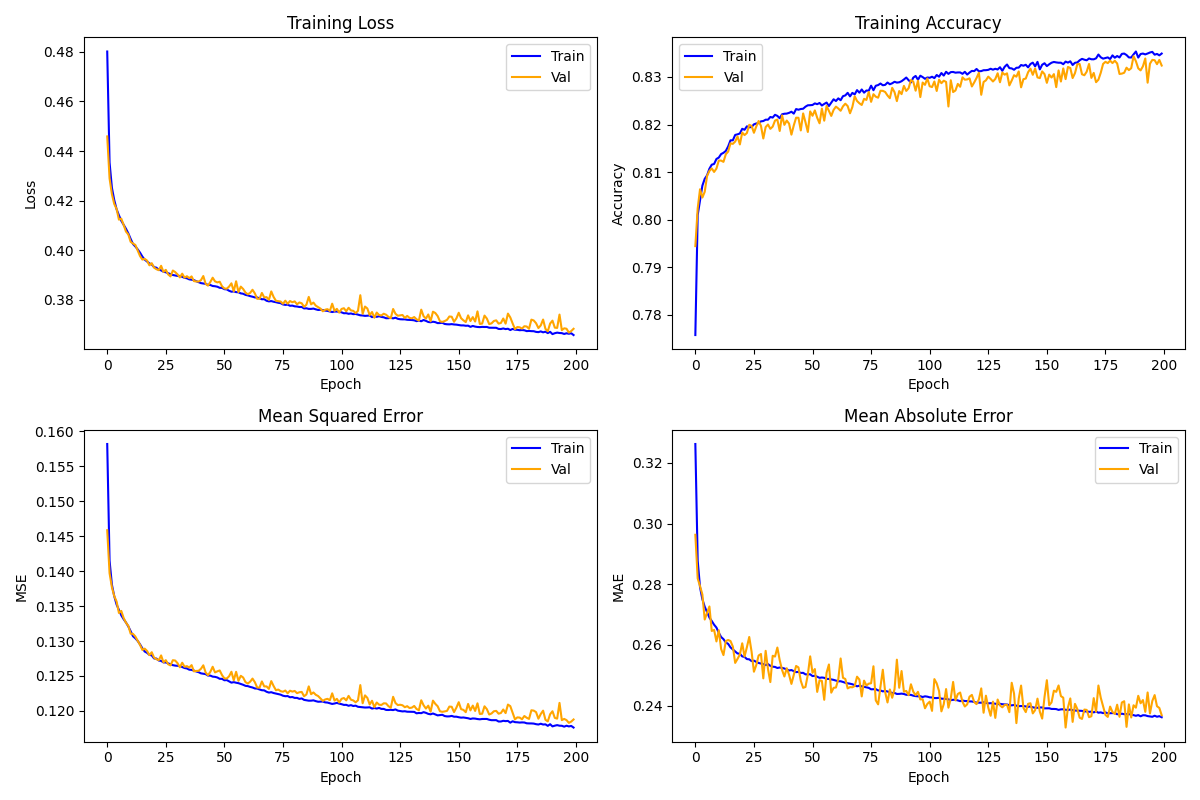 Training Loss
Loss
0.48
0.46
0.44
0.42
0.40
0.38
0 25 50 75 100 125 150 175 200
Epoch
Train
Val
Training Accuracy
Accuracy
0.83
0.82
0.81
0.80
0.79
0.78
0 25 50 75 100 125 150 175 200
Epoch
Train
Val
Mean Squared Error
MSE
0.160
0.155
0.150
0.145
0.140
0.135
0.130
0.125
0.120
0 25 50 75 100 125 150 175 200
Epoch
Train
Val
Mean Absolute Error
MAE
0.32
0.30
0.28
0.26
0.24
0 25 50 75 100 125 150 175 200
Epoch
Train
Val